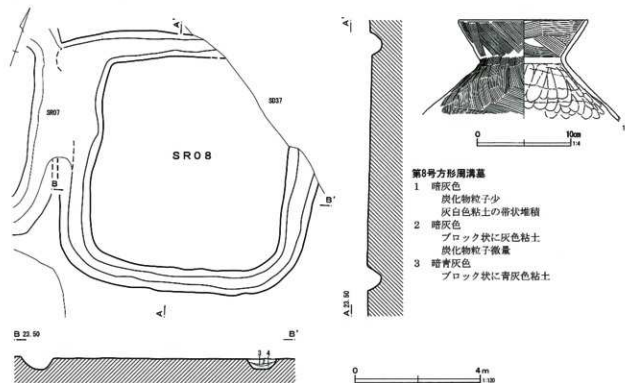 A'
SR07
SD37
SR08
B
B'
A
B 23.50
B'
3 4
A'
A 23.50
1
0 10cm
1:4
第8号方形周溝墓
1 暗灰色
炭化物粒子少
灰白色粘土の帯状堆積
2 暗灰色
ブロック状に灰色粘土
炭化物粒子微量
3 暗青灰色
ブロック状に青灰色粘土
0 4m
1:120